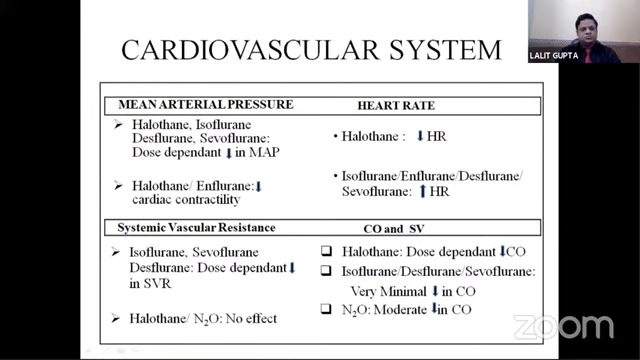 CARDIOVASCULAR SYSTEM
LALIT GUPTA
MEAN ARTERIAL PRESSURE
➢ Halothane, Isoflurane
Desflurane, Sevoflurane:
Dose dependant ↓ in MAP
➢ Halothane/ Enflurane:↓
cardiac contractility
HEART RATE
• Halothane : ↓ HR
• Isoflurane/Enflurane/Desflurane/
Sevoflurane: ↑ HR
Systemic Vascular Resistance
➢ Isoflurane, Sevoflurane
Desflurane: Dose dependant↓
in SVR
➢ Halothane/ N₂O: No effect
CO and SV
❑ Halothane: Dose dependant ↓CO
❑ Isoflurane/Desflurane/Sevoflurane:
Very Minimal ↓ in CO
❑ N₂O: Moderate ↓in CO
zoom